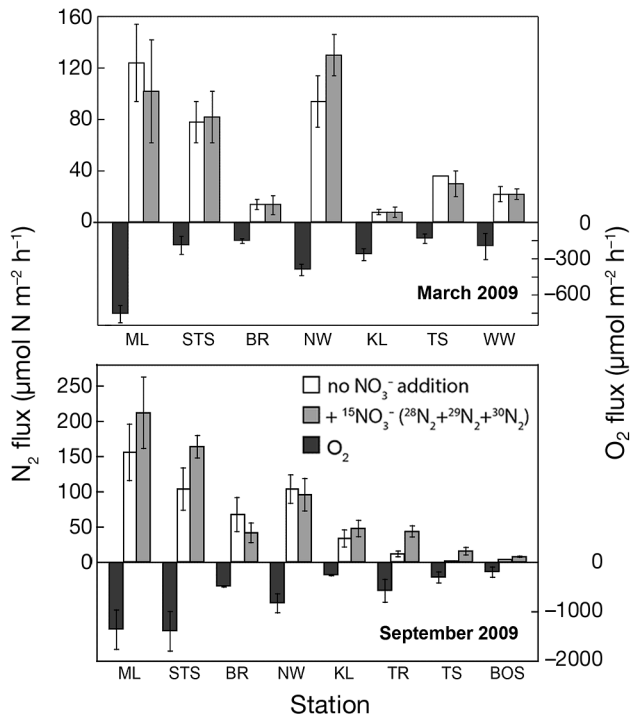 N₂ flux (µmol N m⁻² h⁻¹)
O₂ flux (µmol m⁻² h⁻¹)
160
120
80
40
0
0
−300
−600
March 2009
ML STS BR NW KL TS WW
250
200
150
100
50
0
no NO₃⁻ addition
+ ¹⁵NO₃⁻ (²⁸N₂+²⁹N₂+³⁰N₂)
O₂
0
−1000
−2000
September 2009
ML STS BR NW KL TR TS BOS
Station